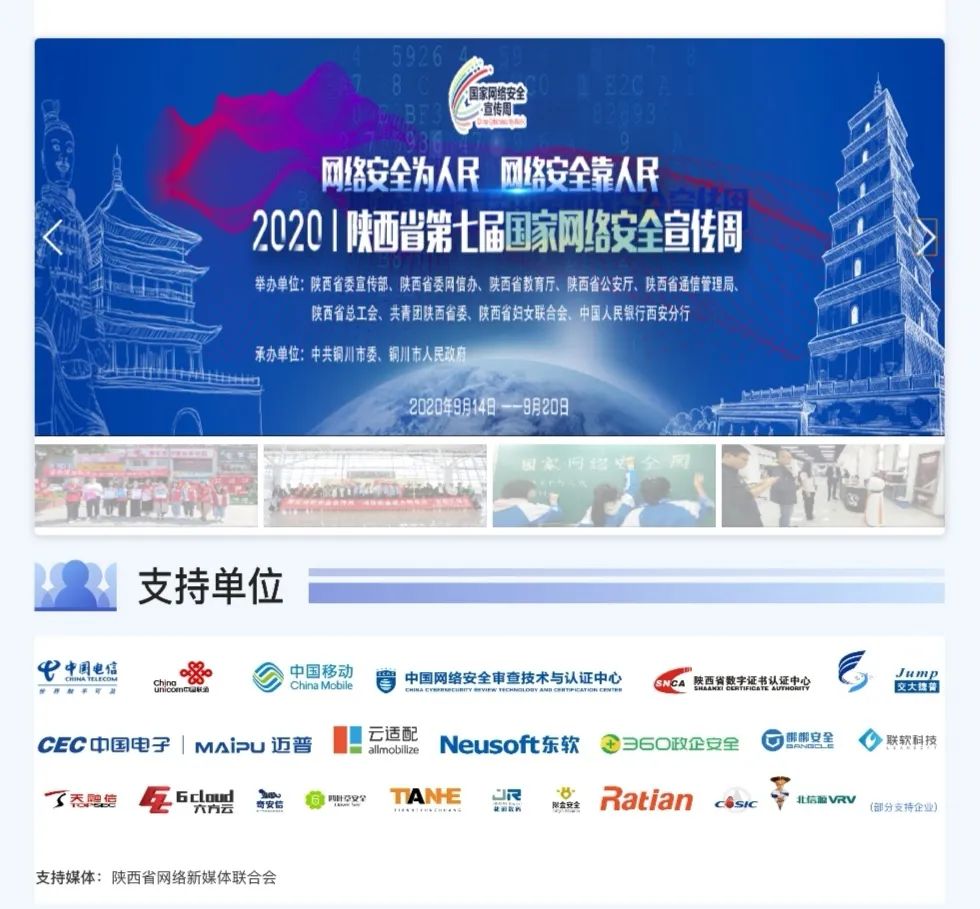 国家网络安全
宣传周
网络安全为人民 网络安全靠人民
2020|陕西省第七届国家网络安全宣传周
举办单位：陕西省委宣传部、陕西省委网信办、陕西省教育厅、陕西省公安厅、陕西省通信管理局、
陕西省总工会、共青团陕西省委、陕西省妇女联合会、中国人民银行西安分行
承办单位：中共铜川市委、铜川市人民政府
2020年9月14日 ——9月20日
国家网络安全周
支持单位
中国电信
CHINA TELECOM
世界触手可及
China
unicom中国联通
中国移动
China Mobile
中国网络安全审查技术与认证中心
CHINA CYBERSECURITY REVIEW TECHNOLOGY AND CERTIFICATION CENTER
SNCA 陕西省数字证书认证中心
SHAANXI CERTIFICATE AUTHORITY
Jump
交大捷普
CEC 中国电子 | MAIPU 迈普
云适配
allmobilize
Neusoft 东软
360政企安全
梆梆安全
BANGCLE
联软科技
LEAGSOFT
天融信
TOPSEC
6cloud
六方云
奇安信
四叶草安全
TIANHE
JR
Ratian
CASIC
北信源VRV
(部分支持企业)
支持媒体：陕西省网络新媒体联合会